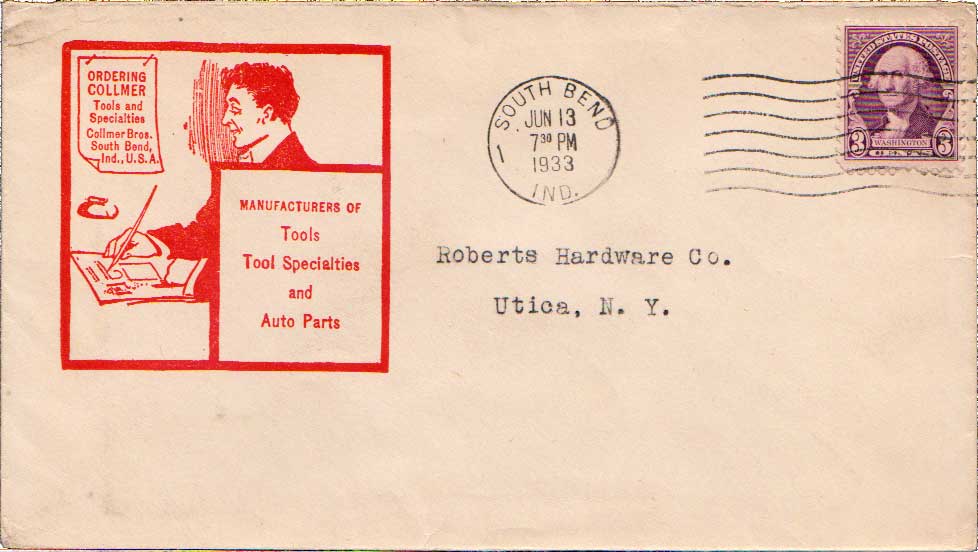 ORDERING
COLLMER
Tools and
Specialties
Collmer Bros.
South Bend,
Ind., U.S.A.
MANUFACTURERS OF
Tools
Tool Specialties
and
Auto Parts
SOUTH BEND
JUN 13
7 30 PM
1933
IND.
1
UNITED STATES POSTAGE
3 WASHINGTON 3
Roberts Hardware Co.
Utica, N. Y.